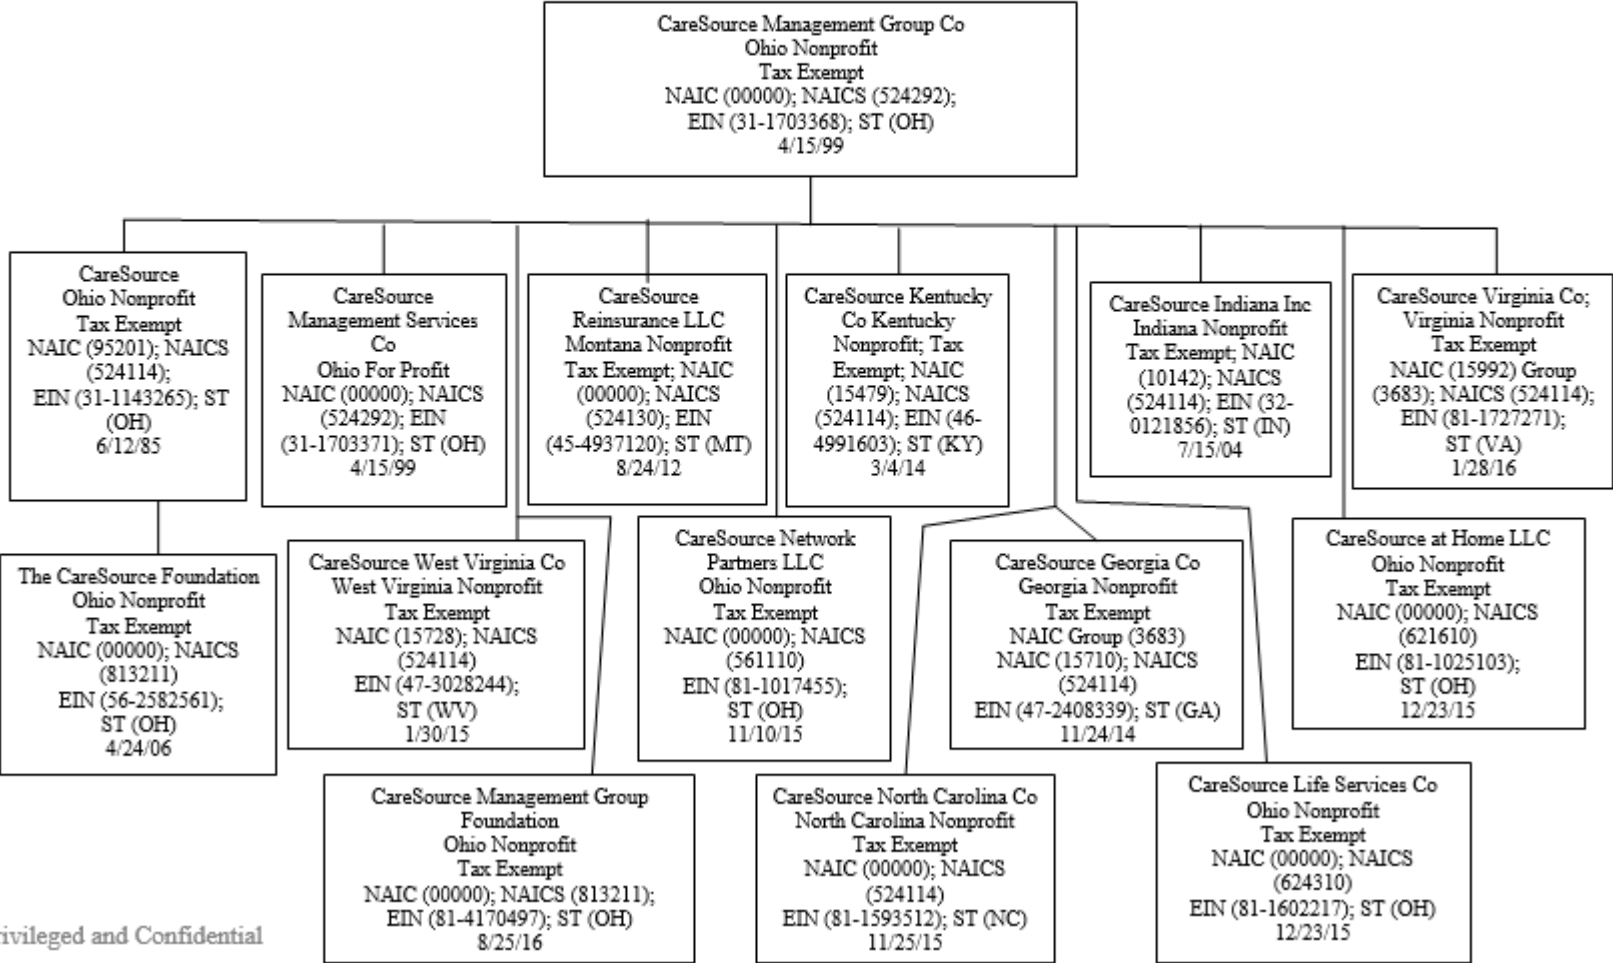 CareSource Management Group Co
Ohio Nonprofit
Tax Exempt
NAIC (00000); NAICS (524292);
EIN (31-1703368); ST (OH)
4/15/99
CareSource
Ohio Nonprofit
Tax Exempt
NAIC (95201); NAICS
(524114);
EIN (31-1143265); ST
(OH)
6/12/85
CareSource
Management Services
Co
Ohio For Profit
NAIC (00000); NAICS
(524292); EIN
(31-1703371); ST (OH)
4/15/99
CareSource
Reinsurance LLC
Montana Nonprofit
Tax Exempt; NAIC
(00000); NAICS
(524130); EIN
(45-4937120); ST (MT)
8/24/12
CareSource Kentucky
Co Kentucky
Nonprofit; Tax
Exempt; NAIC
(15479); NAICS
(524114); EIN (46-
4991603); ST (KY)
3/4/14
CareSource Indiana Inc
Indiana Nonprofit
Tax Exempt; NAIC
(10142); NAICS
(524114); EIN (32-
0121856); ST (IN)
7/15/04
CareSource Virginia Co;
Virginia Nonprofit
Tax Exempt
NAIC (15992) Group
(3683); NAICS (524114);
EIN (81-1727271);
ST (VA)
1/28/16
The CareSource Foundation
Ohio Nonprofit
Tax Exempt
NAIC (00000); NAICS
(813211)
EIN (56-2582561);
ST (OH)
4/24/06
CareSource West Virginia Co
West Virginia Nonprofit
Tax Exempt
NAIC (15728); NAICS
(524114)
EIN (47-3028244);
ST (WV)
1/30/15
CareSource Network
Partners LLC
Ohio Nonprofit
Tax Exempt
NAIC (00000); NAICS
(561110)
EIN (81-1017455);
ST (OH)
11/10/15
CareSource Georgia Co
Georgia Nonprofit
Tax Exempt
NAIC Group (3683)
NAIC (15710); NAICS
(524114)
EIN (47-2408339); ST (GA)
11/24/14
CareSource at Home LLC
Ohio Nonprofit
Tax Exempt
NAIC (00000); NAICS
(621610)
EIN (81-1025103);
ST (OH)
12/23/15
CareSource Management Group
Foundation
Ohio Nonprofit
Tax Exempt
NAIC (00000); NAICS (813211);
EIN (81-4170497); ST (OH)
8/25/16
CareSource North Carolina Co
North Carolina Nonprofit
Tax Exempt
NAIC (00000); NAICS
(524114)
EIN (81-1593512); ST (NC)
11/25/15
CareSource Life Services Co
Ohio Nonprofit
Tax Exempt
NAIC (00000); NAICS
(624310)
EIN (81-1602217); ST (OH)
12/23/15
rivileged and Confidential